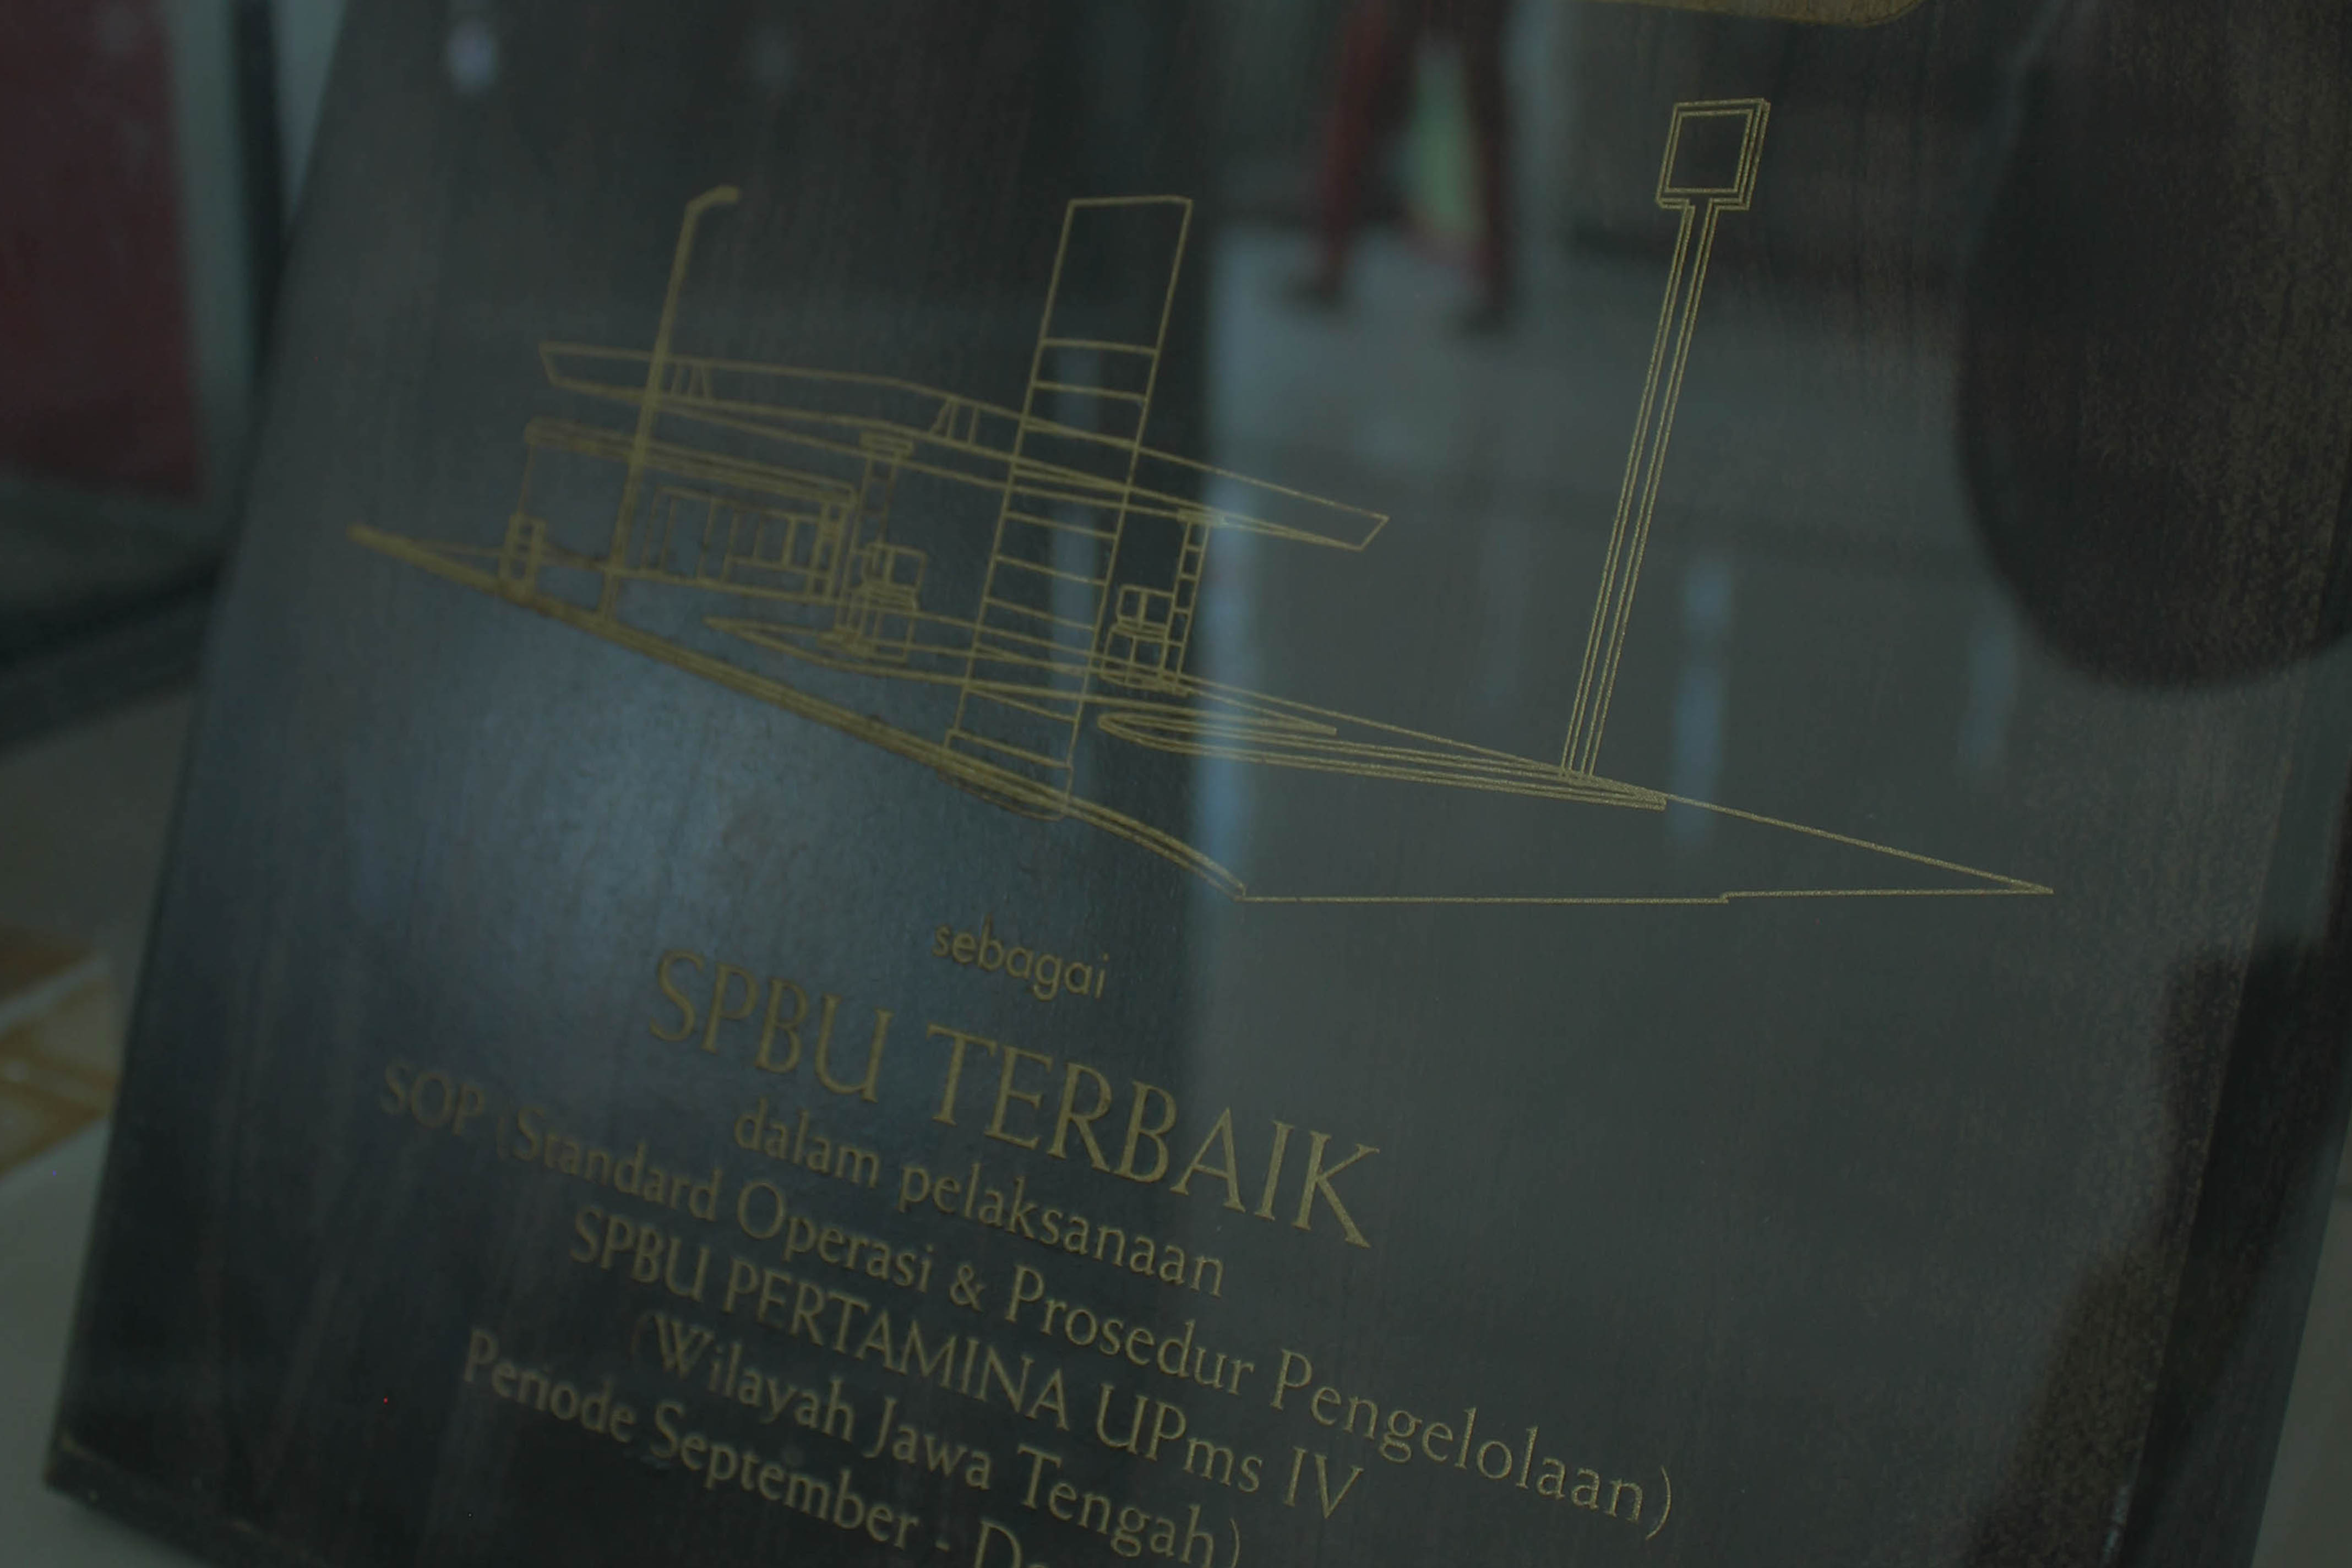 sebagai
SPBU TERBAIK
dalam pelaksanaan
SOP (Standard Operasi & Prosedur Pengelolaan)
SPBU PERTAMINA UPms IV
(Wilayah Jawa Tengah)
Periode September -